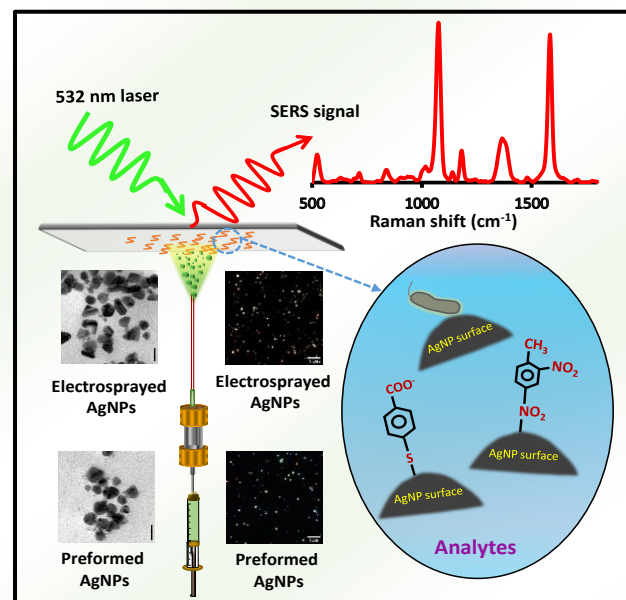 532 nm laser
SERS signal
500
1000
1500
Raman shift (cm⁻¹)
Electrosprayed
AgNPs
Electrosprayed
AgNPs
Preformed
AgNPs
Preformed
AgNPs
AgNP surface
CH₃
NO₂
NO₂
AgNP surface
COO⁻
S
AgNP surface
Analytes